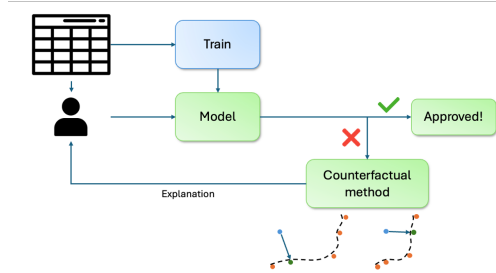 Train
Model
Approved!
Counterfactual
method
Explanation